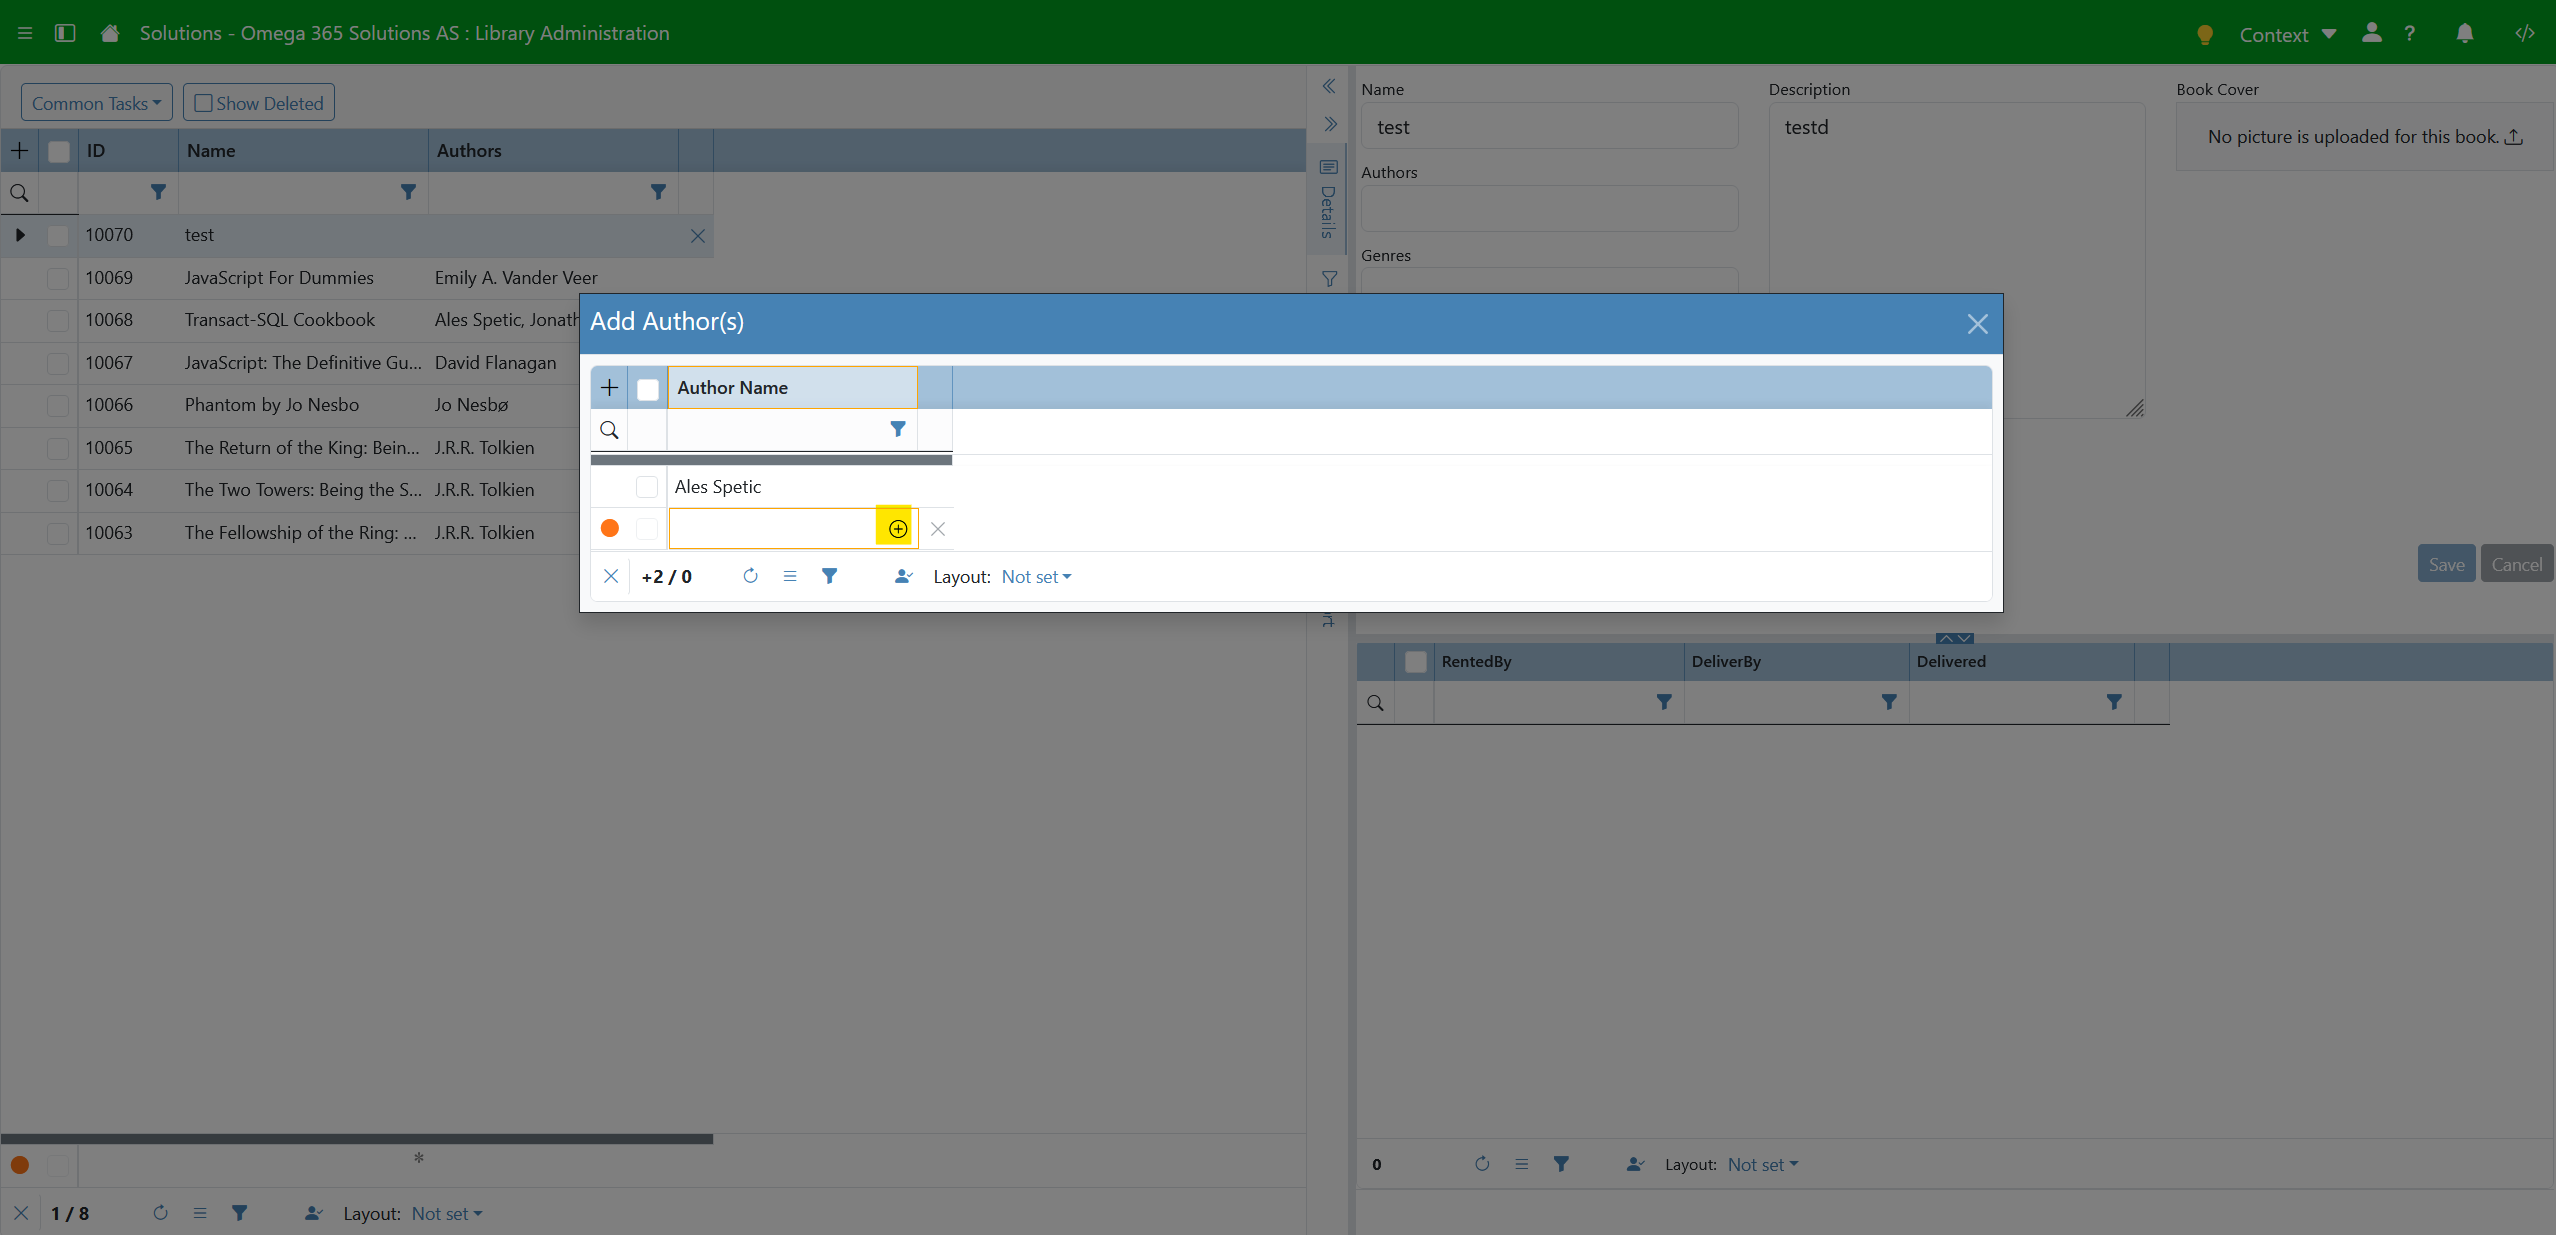 Solutions - Omega 365 Solutions AS : Library Administration
Context
?
Common Tasks
Show Deleted
ID Name Authors
10070 test
10069 JavaScript For Dummies Emily A. Vander Veer
10068 Transact-SQL Cookbook Ales Spetic, Jonath
10067 JavaScript: The Definitive Gu... David Flanagan
10066 Phantom by Jo Nesbo Jo Nesbø
10065 The Return of the King: Bein... J.R.R. Tolkien
10064 The Two Towers: Being the S... J.R.R. Tolkien
10063 The Fellowship of the Ring: ... J.R.R. Tolkien
*
1 / 8 Layout: Not set
Details
Name
test
Authors
Genres
Description
testd
Book Cover
No picture is uploaded for this book.
Add Author(s)
Author Name
Ales Spetic
+2 / 0 Layout: Not set
Save Cancel
RentedBy DeliverBy Delivered
0 Layout: Not set